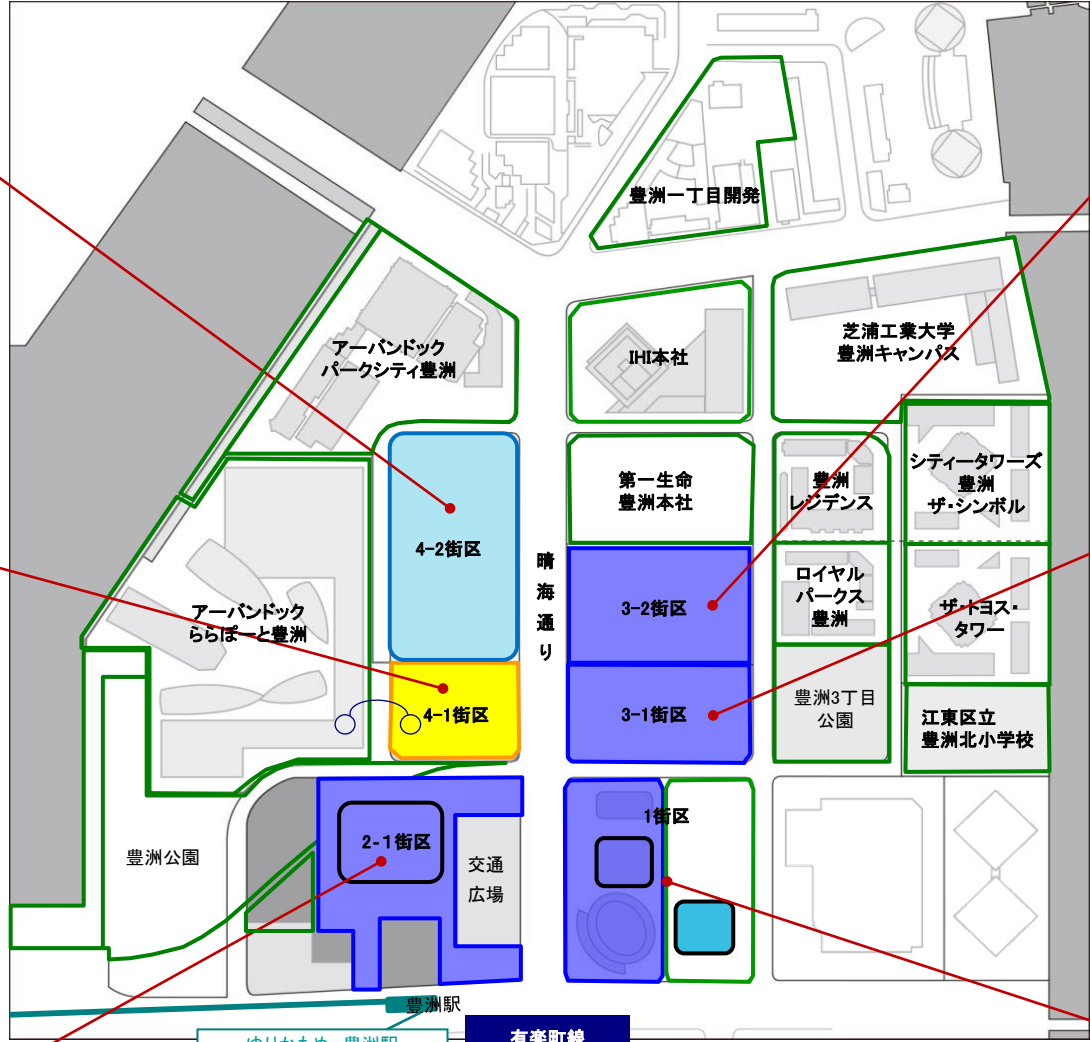 豊洲一丁目開発
アーバンドック
パークシティ豊洲
IHI本社
芝浦工業大学
豊洲キャンパス
第一生命
豊洲本社
豊洲
レジデンス
シティータワーズ
豊洲
ザ・シンボル
4-2街区
晴海通り
3-2街区
ロイヤル
パークス
豊洲
ザ・トヨス・
タワー
アーバンドック
ららぽーと豊洲
4-1街区
3-1街区
豊洲3丁目
公園
江東区立
豊洲北小学校
2-1街区
1街区
豊洲公園
交通
広場
豊洲駅
ゆりかもめ 豊洲駅
有楽町線